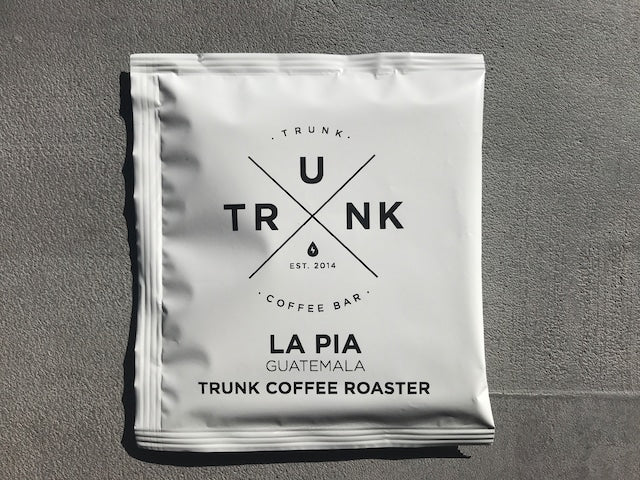 · TRUNK ·
U
TR NK
EST. 2014
· COFFEE BAR ·
LA PIA
GUATEMALA
TRUNK COFFEE ROASTER